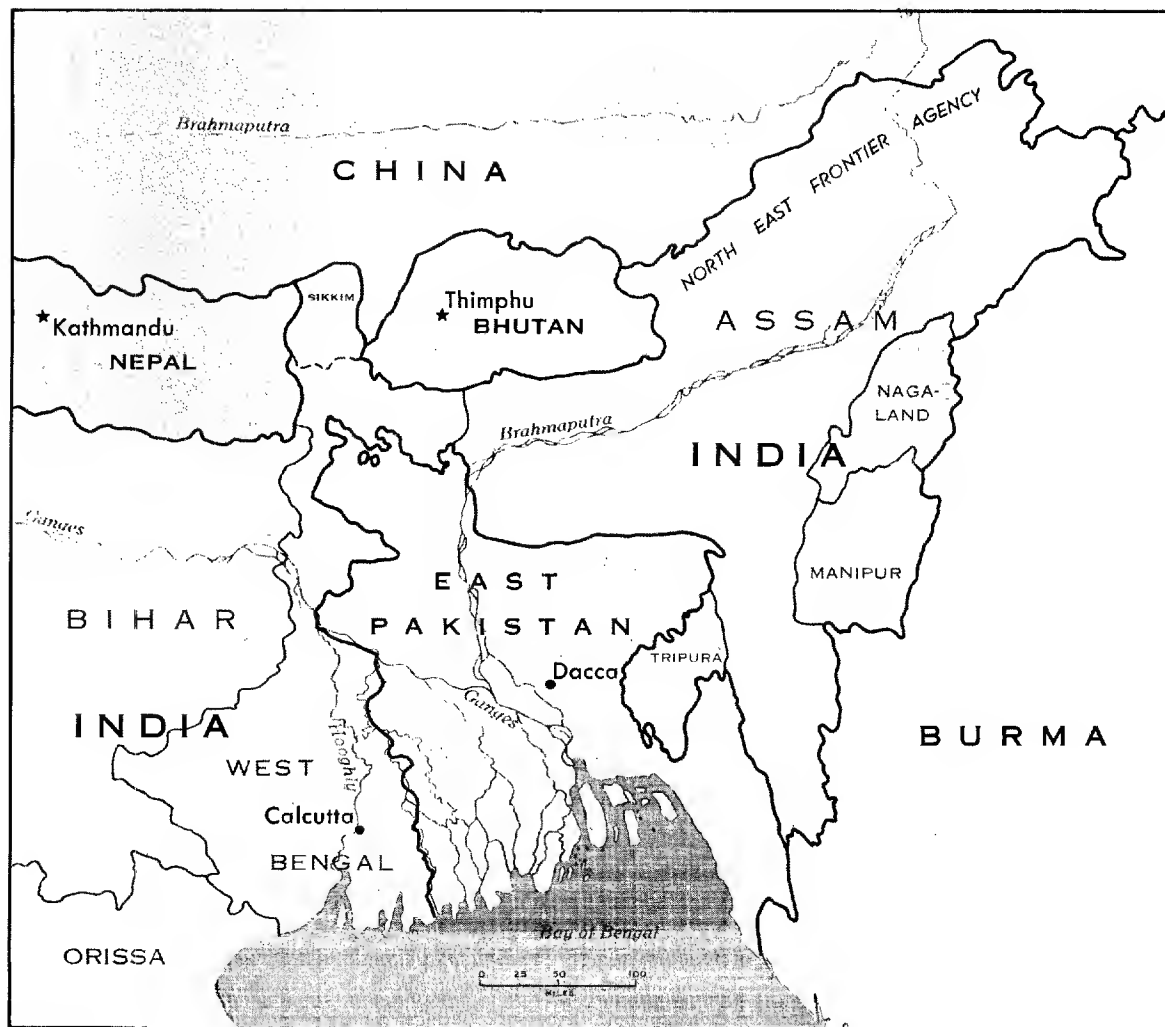 Brahmaputra
CHINA
NORTH EAST FRONTIER AGENCY
SIKKIM
Thimphu
BHUTAN
Kathmandu
NEPAL
ASSAM
NAGA-
LAND
Brahmaputra
INDIA
Ganges
MANIPUR
EAST
PAKISTAN
BIHAR
TRIPURA
Dacca
Ganges
INDIA
Hooghly
BURMA
WEST
Calcutta
BENGAL
Bay of Bengal
ORISSA
0 25 50 100
MILES